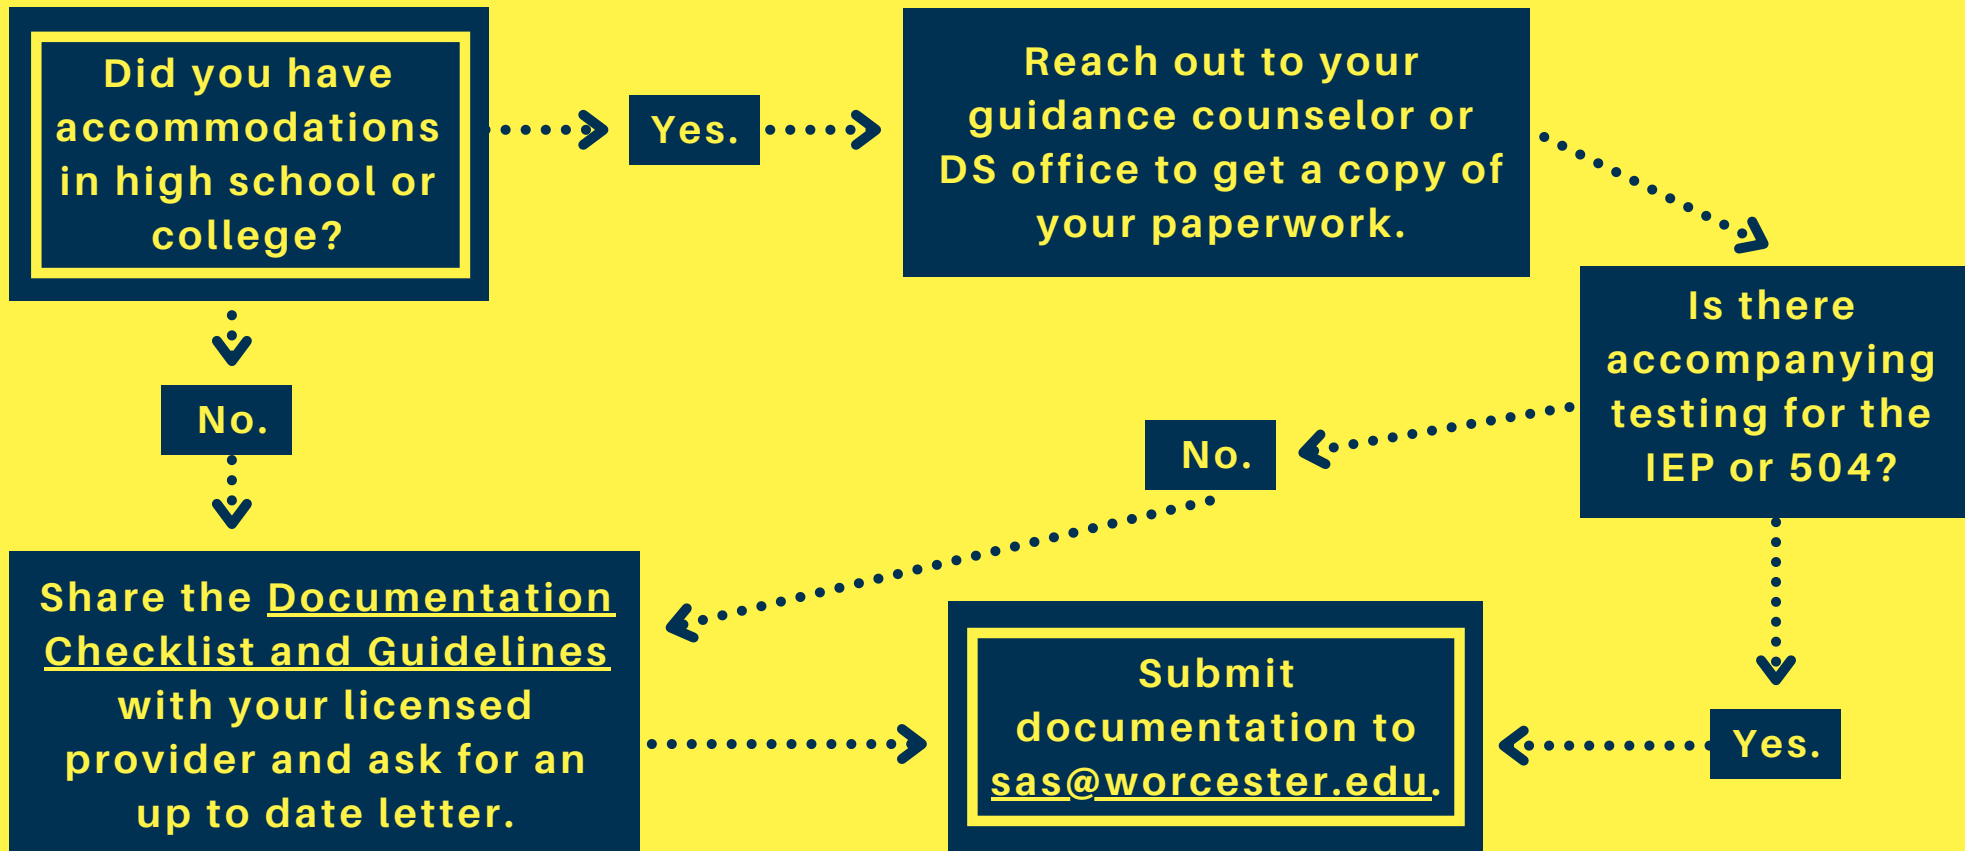 Did you have
accommodations
in high school or
college?
Yes.
Reach out to your
guidance counselor or
DS office to get a copy of
your paperwork.
Is there
accompanying
testing for the
IEP or 504?
No.
No.
Share the Documentation
Checklist and Guidelines
with your licensed
provider and ask for an
up to date letter.
Submit
documentation to
sas@worcester.edu.
Yes.